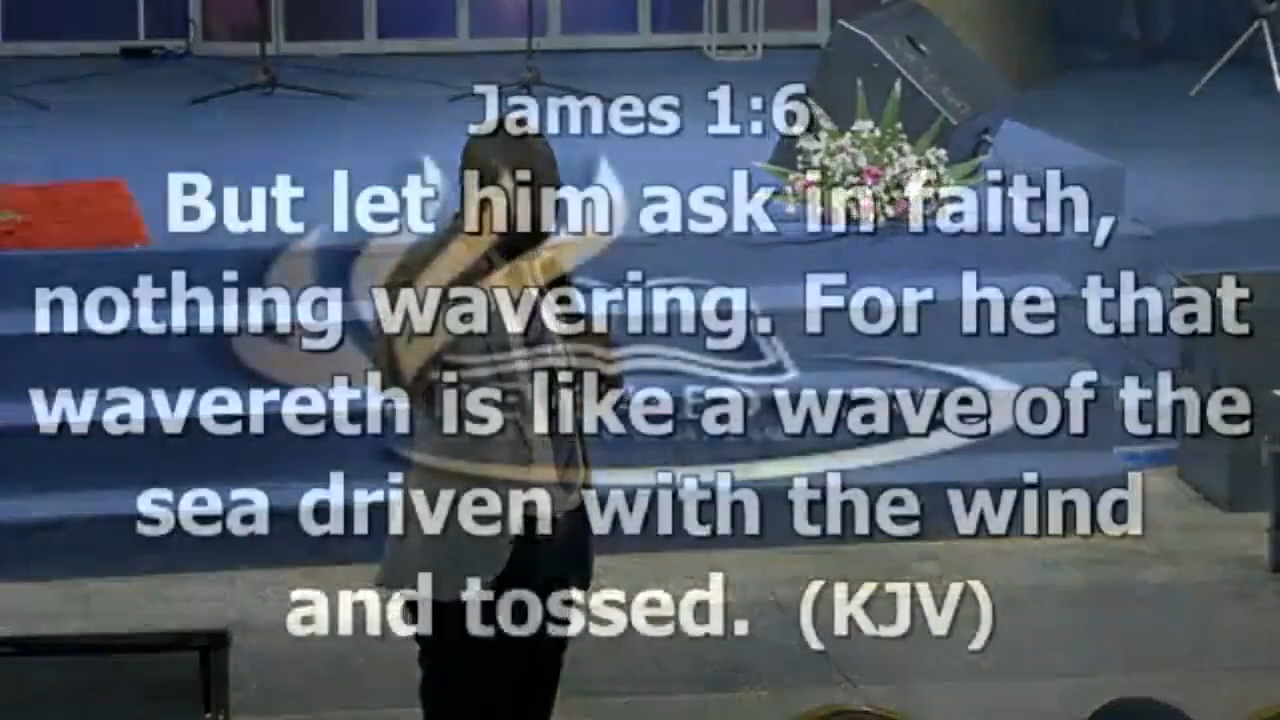 James 1:6
But let him ask in faith,
nothing wavering. For he that
wavereth is like a wave of the
sea driven with the wind
and tossed. (KJV)